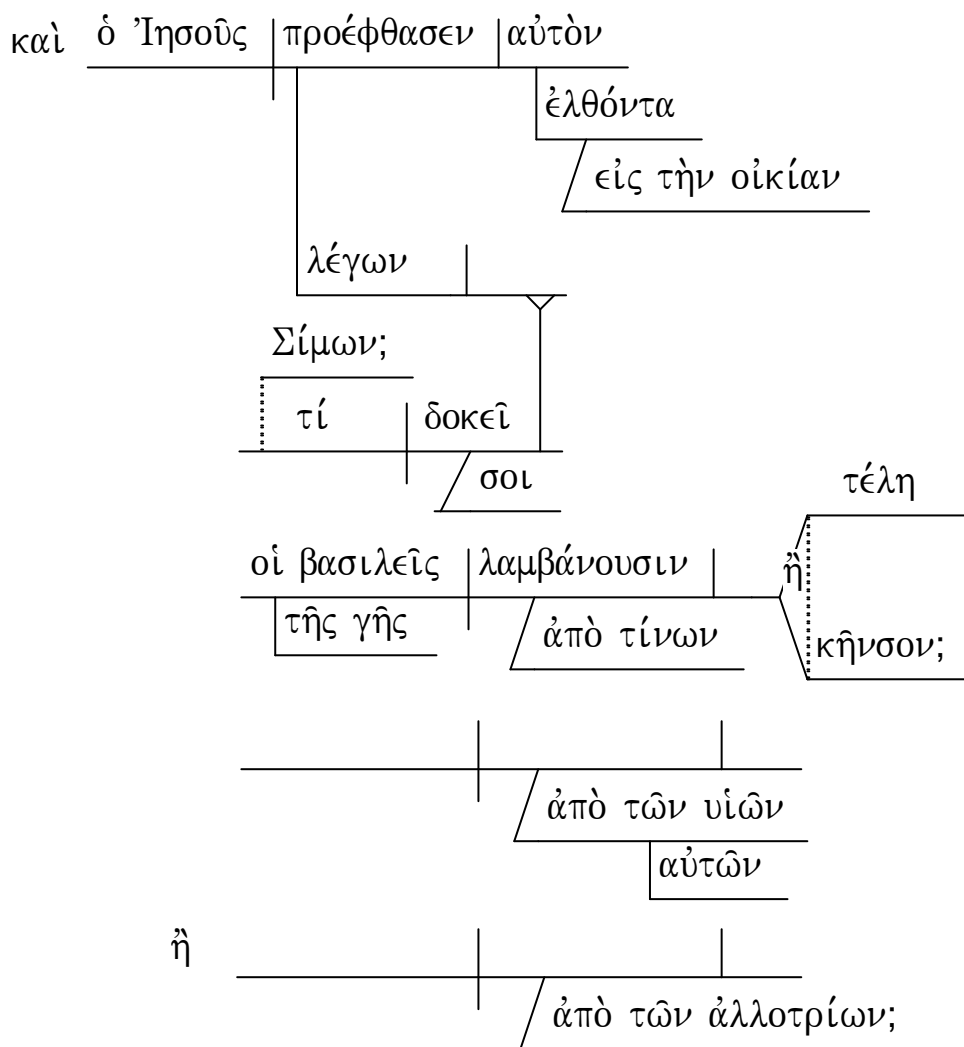 καὶ ὁ Ἰησοῦς προέφθασεν αὐτὸν
ἐλθόντα
εἰς τὴν οἰκίαν
λέγων
Σίμων;
τί δοκεῖ
σοι
τέλη
οἱ βασιλεῖς λαμβάνουσιν ἢ
τῆς γῆς ἀπὸ τίνων κῆνσον;
ἀπὸ τῶν υἱῶν
αὐτῶν
ἢ
ἀπὸ τῶν ἀλλοτρίων;